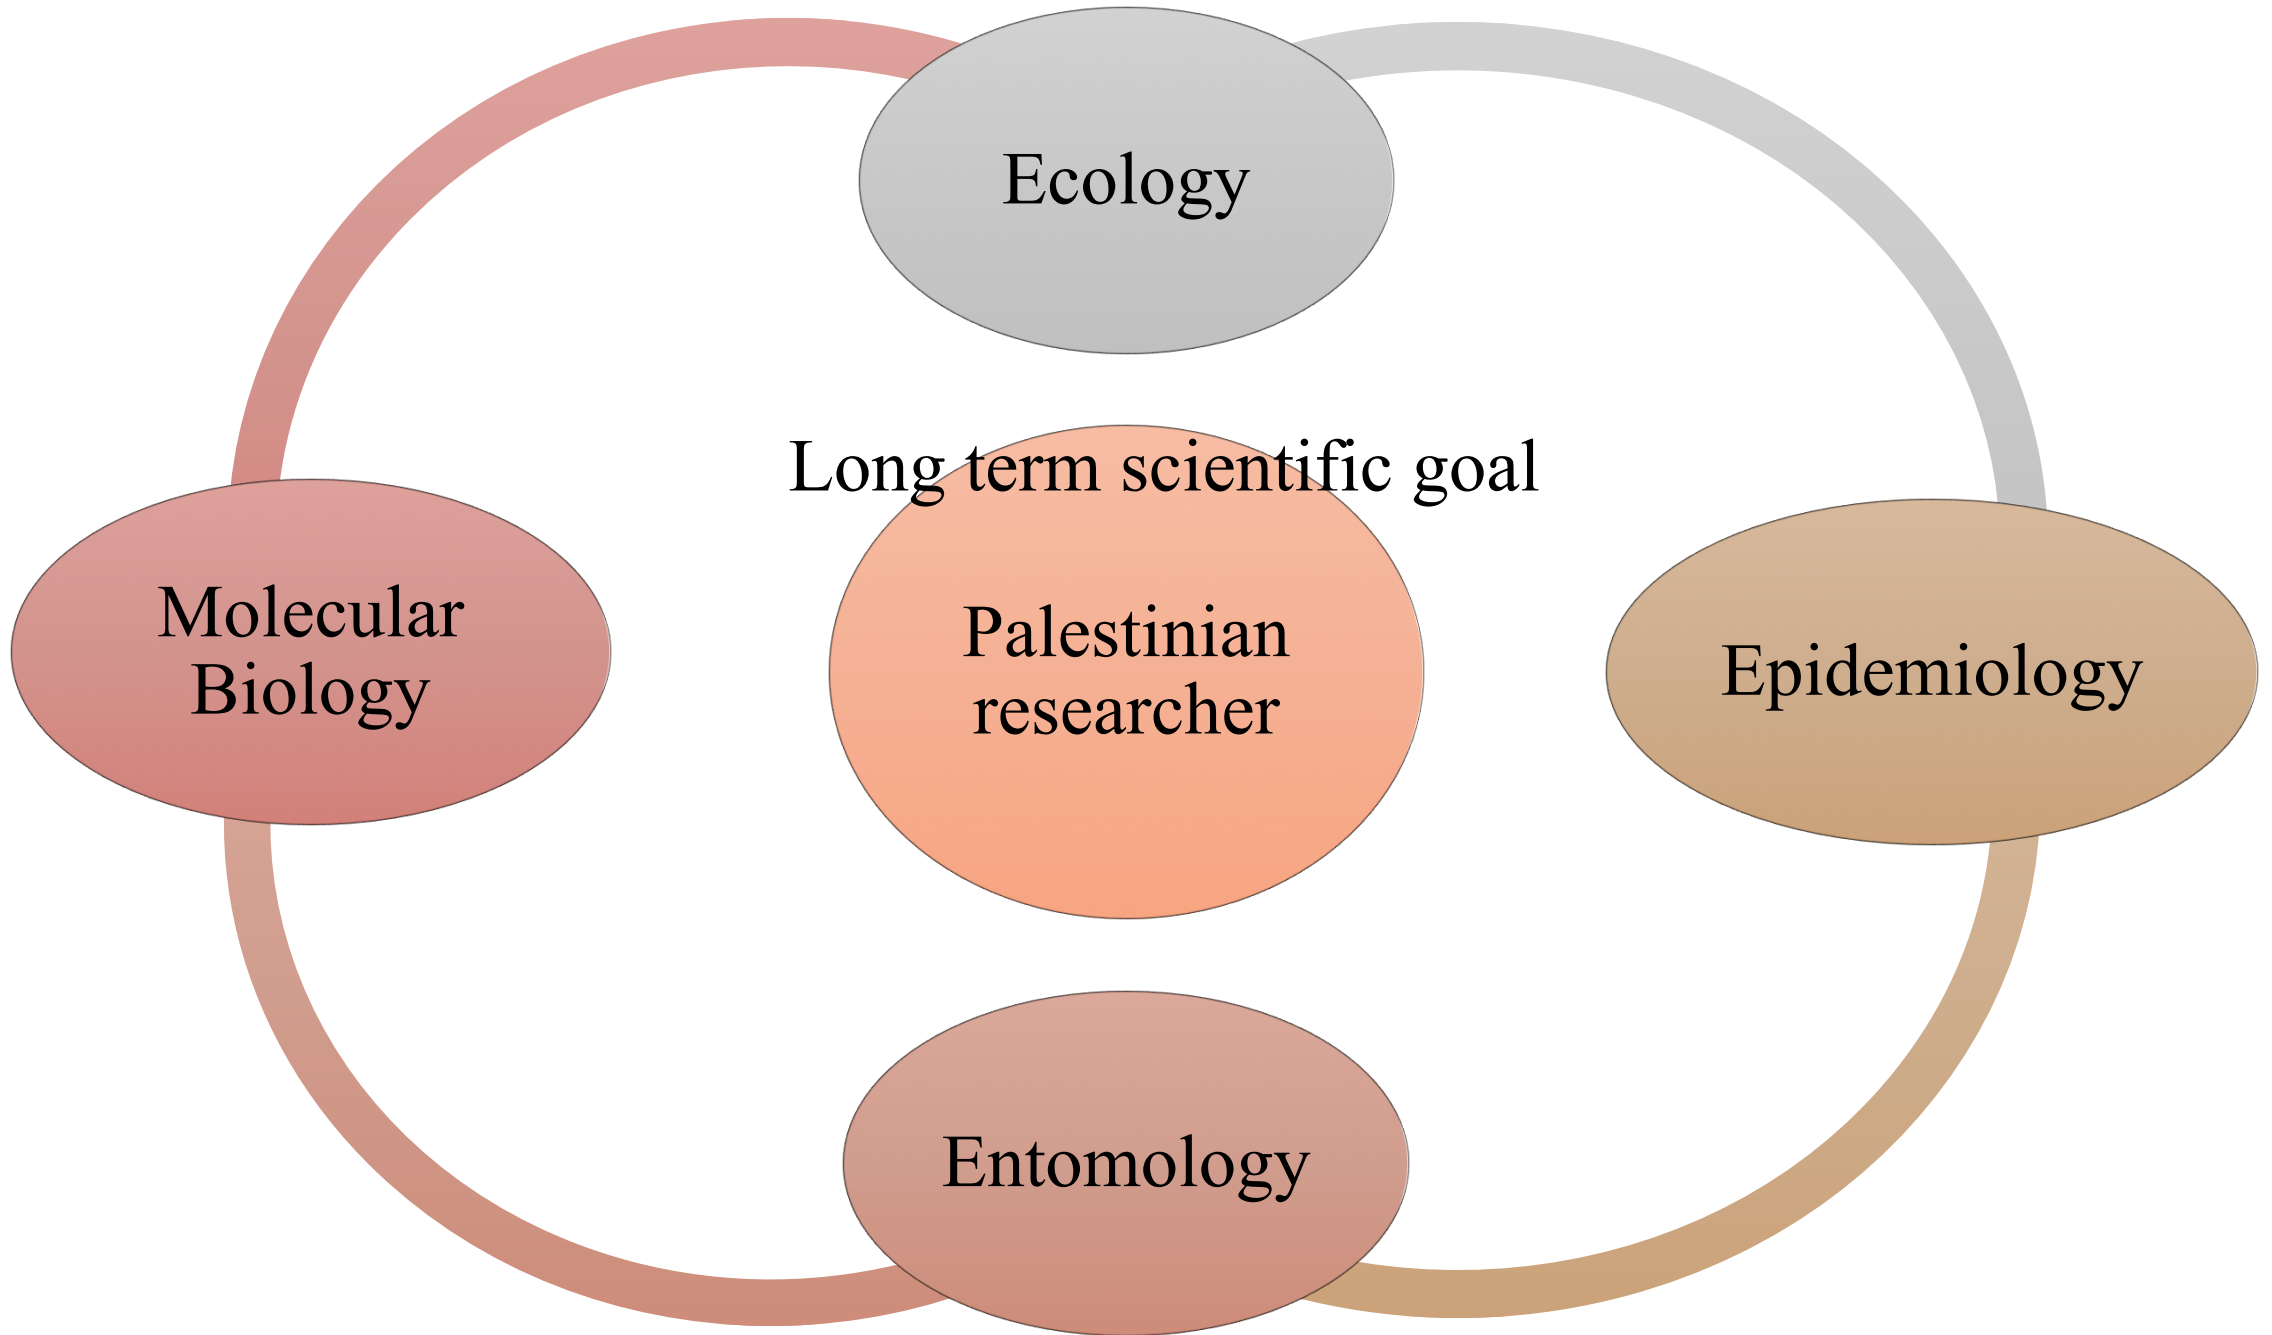 Ecology
Long term scientific goal
Molecular
Biology
Palestinian
researcher
Epidemiology
Entomology